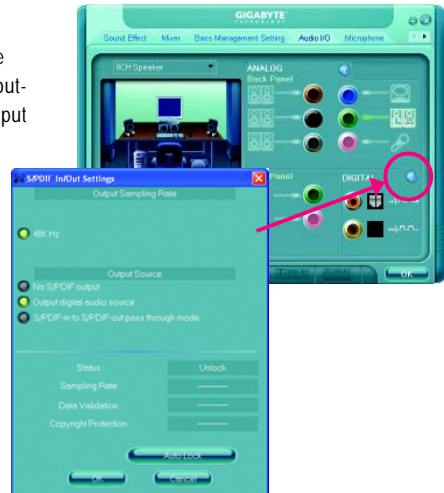 GIGABYTE
TECHNOLOGY
Sound Effect Mixer Bass Management Setting Audio I/O Microphone
8CH Speaker
ANALOG
Back Panel
out-
put
Panel
DIGITAL
OK
S/PDIF In/Out Settings
Output Sampling Rate
48K Hz
Output Source
No S/PDIF output
Output digital audio source
S/PDIF-in to S/PDIF-out pass through mode
Status : Unlock
Sampling Rate :
Data Validation :
Copyright Protection :
Auto Lock
OK Cancel